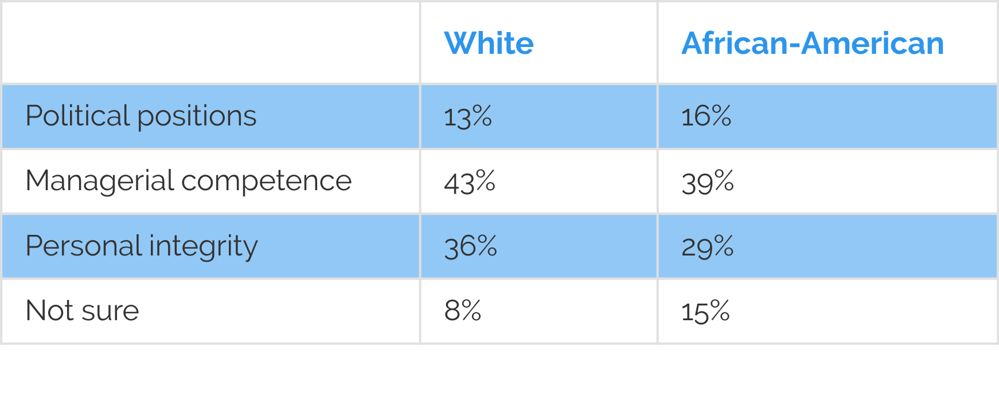 White African-American
Political positions 13% 16%
Managerial competence 43% 39%
Personal integrity 36% 29%
Not sure 8% 15%